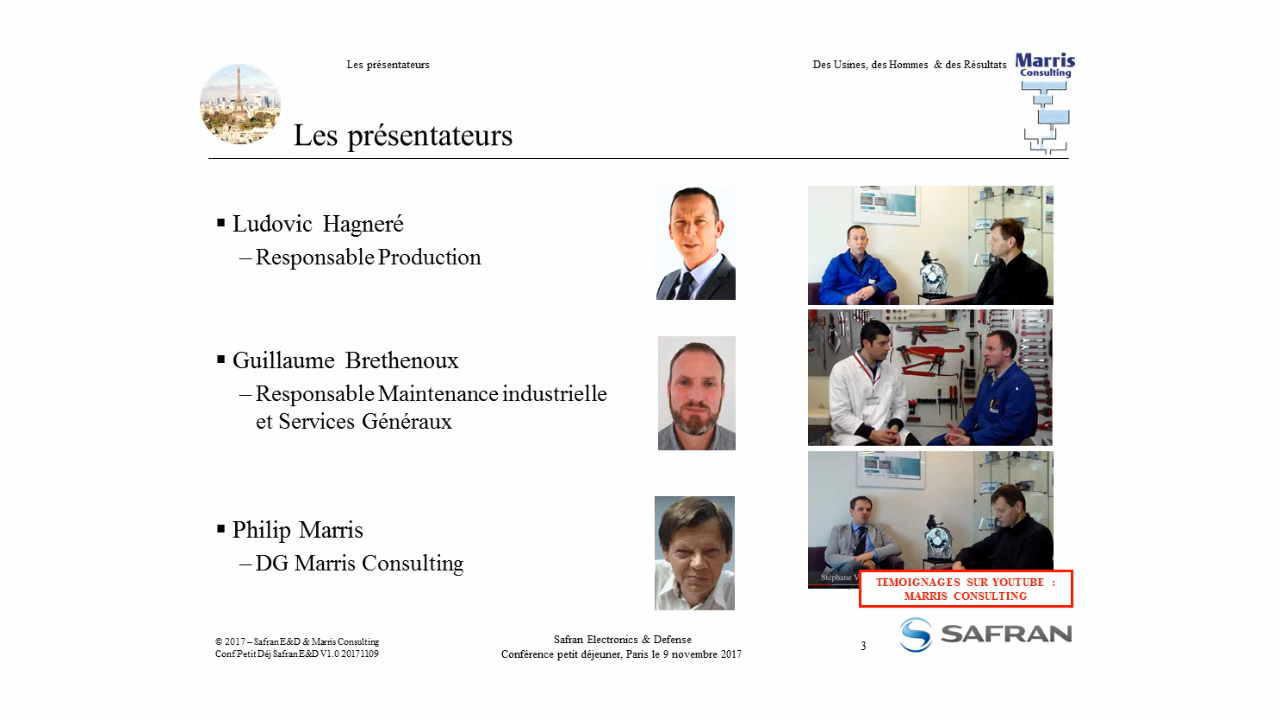 Les présentateurs
Des Usines, des Hommes & des Résultats
Marris
Consulting
Les présentateurs
▪ Ludovic Hagneré
– Responsable Production
▪ Guillaume Brethenoux
– Responsable Maintenance industrielle
et Services Généraux
▪ Philip Marris
– DG Marris Consulting
Stephane V
TEMOIGNAGES SUR YOUTUBE :
MARRIS CONSULTING
© 2017 – Safran E&D & Marris Consulting
Conf Petit Déj Safran E&D V1.0 20171109
Safran Electronics & Defense
Conférence petit déjeuner, Paris le 9 novembre 2017
3
SAFRAN